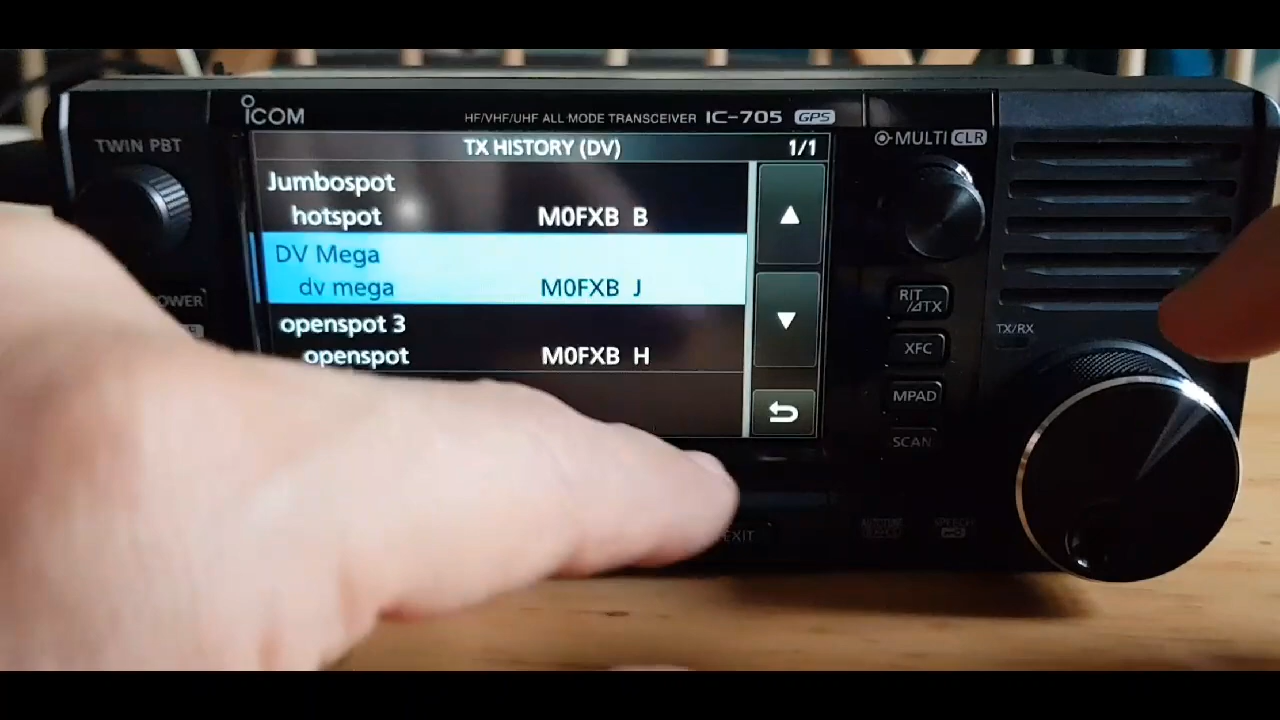 ICOM
HF/VHF/UHF ALL MODE TRANSCEIVER IC-705 GPS
TWIN PBT
MULTI CLR
TX HISTORY (DV) 1/1
Jumbospot
hotspot M0FXB B
DV Mega
dv mega M0FXB J
openspot 3
openspot M0FXB H
POWER
RIT
/⊿TX
TX/RX
XFC
MPAD
SCAN
EXIT
SPEECH